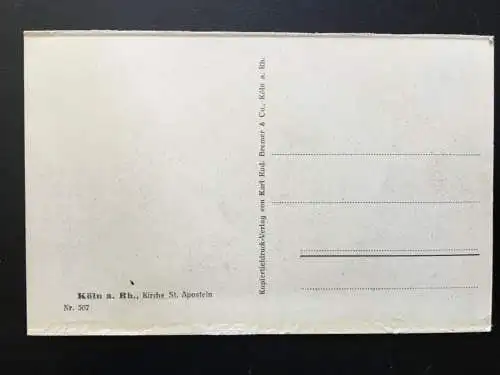 Köln a. Rh., Kirche St. Aposteln
Nr. 507
Kupfertiefdruck-Verlag von Karl Rud. Bremer & Co., Köln a. Rh.